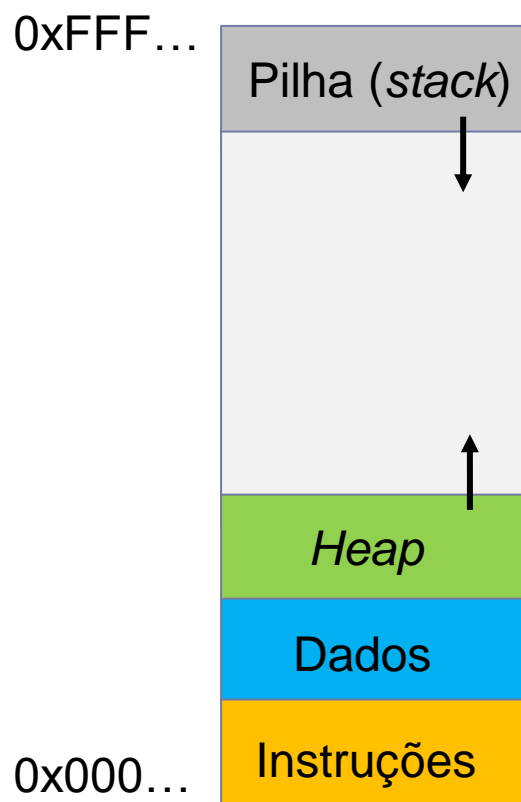 0xFFF…
Pilha (stack)
Heap
Dados
Instruções
0x000…